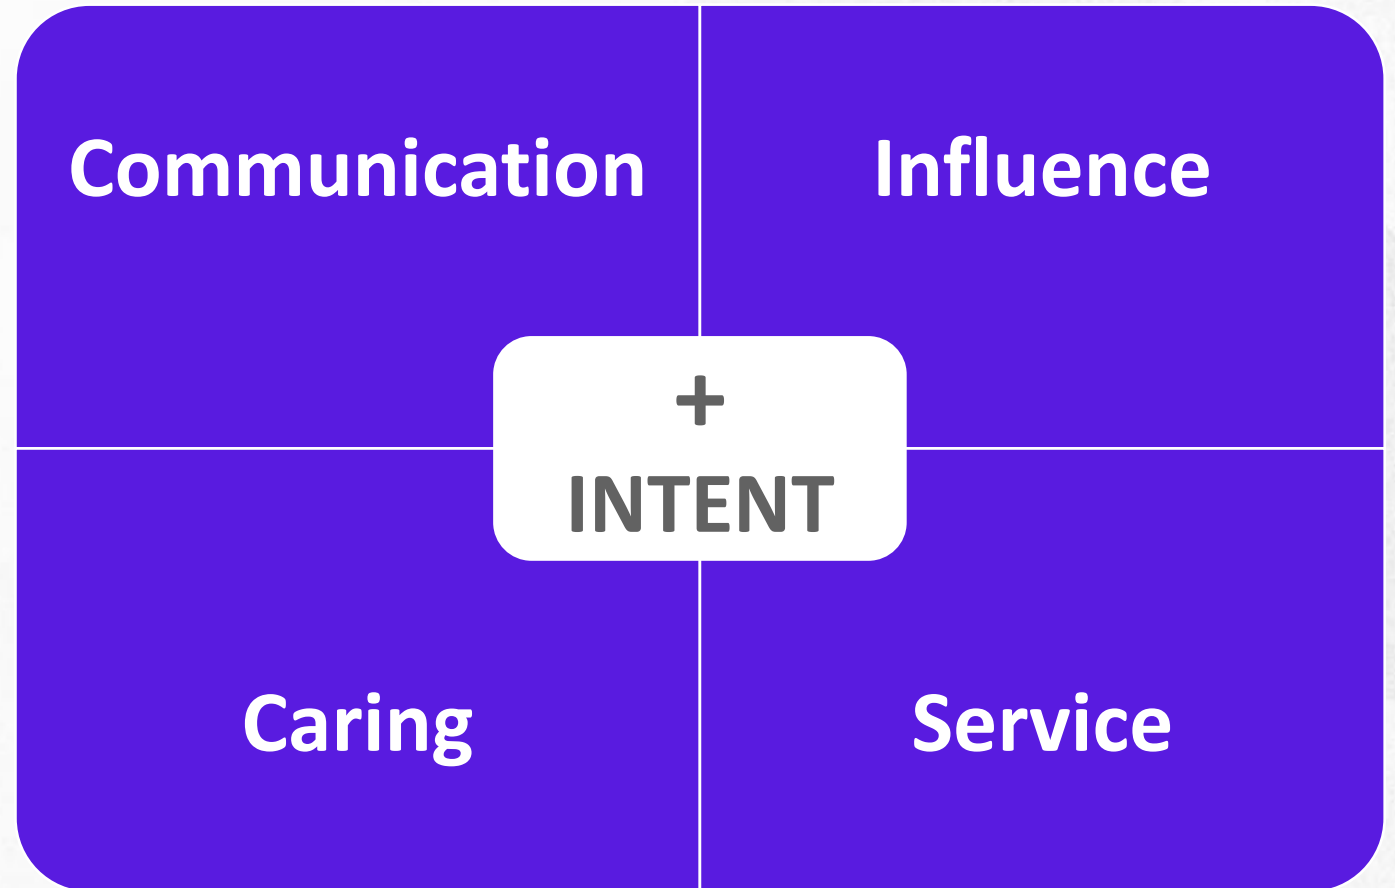 Communication
Influence
+
INTENT
Caring
Service